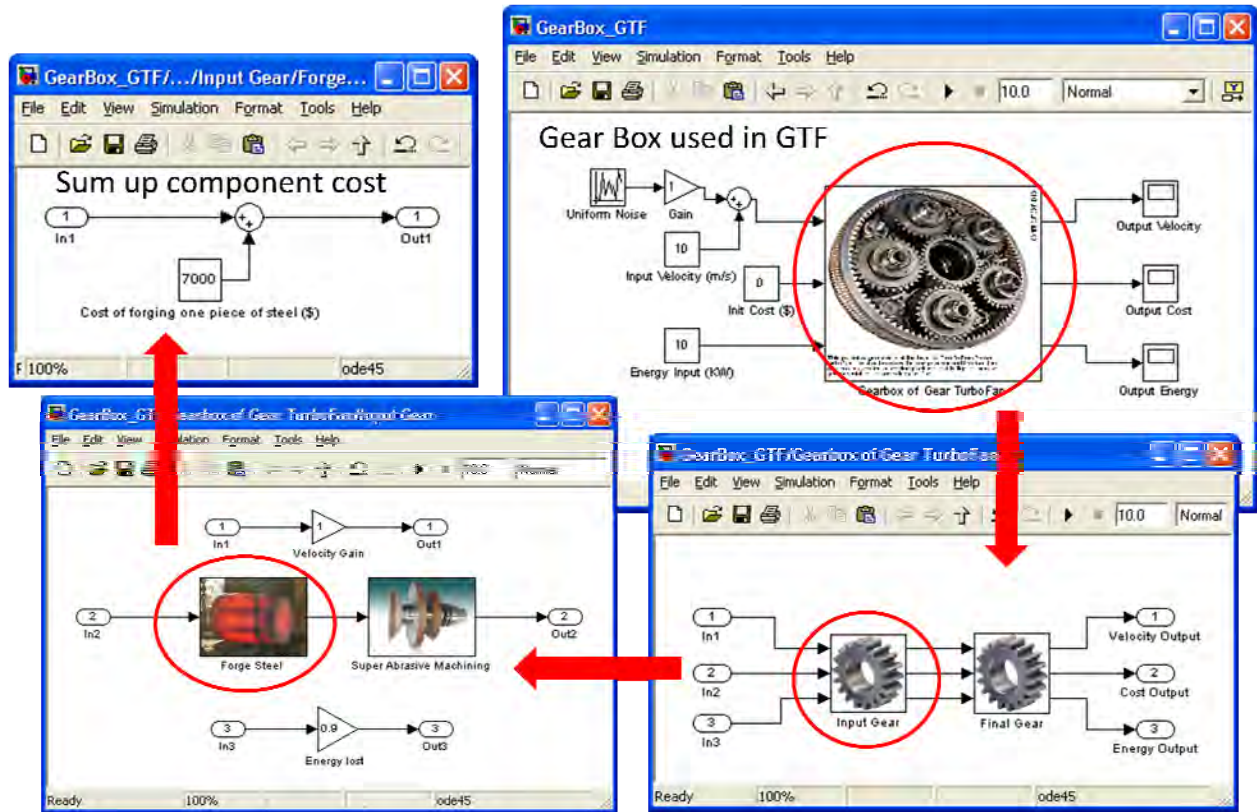 GearBox_GTF/.../Input Gear/Forge...
File Edit View Simulation Format Tools Help
Sum up component cost
1
In1
1
Out1
7000
Cost of forging one piece of steel ($)
100%
ode45
GearBox_GTF
File Edit View Simulation Format Tools Help
10.0
Normal
Gear Box used in GTF
Uniform Noise
1
Gain
10
Input Velocity (m/s)
0
Init Cost ($)
10
Energy Input (KW)
Gearbox of Gear TurboFan
Output Velocity
Output Cost
Output Energy
File Edit View Simulation Format Tools Help
Normal
1
In1
1
Velocity Gain
1
Out1
2
In2
Forge Steel
Super Abrasive Machining
2
Out2
3
In3
0.9
Energy lost
3
Out3
Ready
100%
ode45
GearBox_GTF/Gearbox of Gear TurboFan
File Edit View Simulation Format Tools Help
10.0
Normal
1
In1
2
In2
3
In3
Input Gear
Final Gear
1
Velocity Output
2
Cost Output
3
Energy Output
Ready
100%
ode45